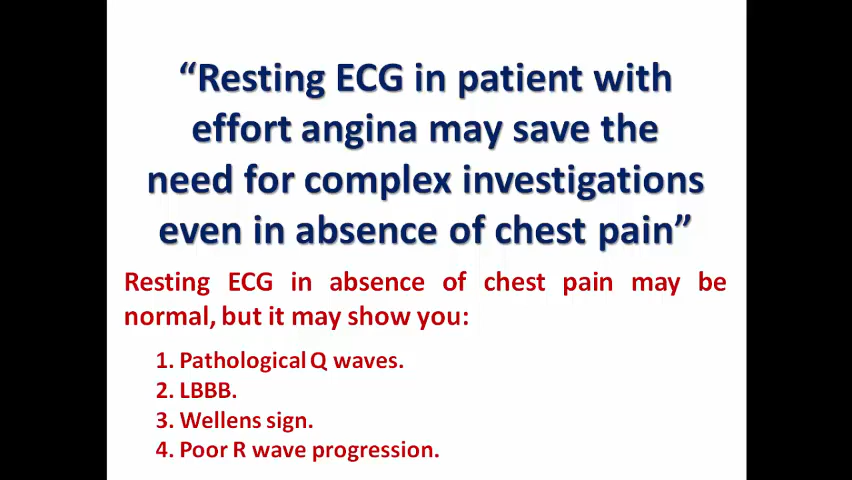 “Resting ECG in patient with
effort angina may save the
need for complex investigations
even in absence of chest pain”
Resting ECG in absence of chest pain may be
normal, but it may show you:
1. Pathological Q waves.
2. LBBB.
3. Wellens sign.
4. Poor R wave progression.